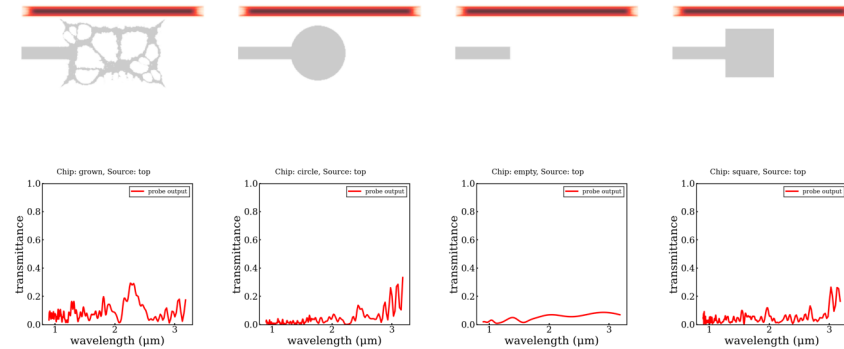 Chip: grown, Source: top
1.0
0.8
0.6
0.4
0.2
0.0
transmittance
probe output
1
2
3
wavelength (μm)
Chip: circle, Source: top
1.0
0.8
0.6
0.4
0.2
0.0
transmittance
probe output
1
2
3
wavelength (μm)
Chip: empty, Source: top
1.0
0.8
0.6
0.4
0.2
0.0
transmittance
probe output
1
2
3
wavelength (μm)
Chip: square, Source: top
1.0
0.8
0.6
0.4
0.2
0.0
transmittance
probe output
1
2
3
wavelength (μm)